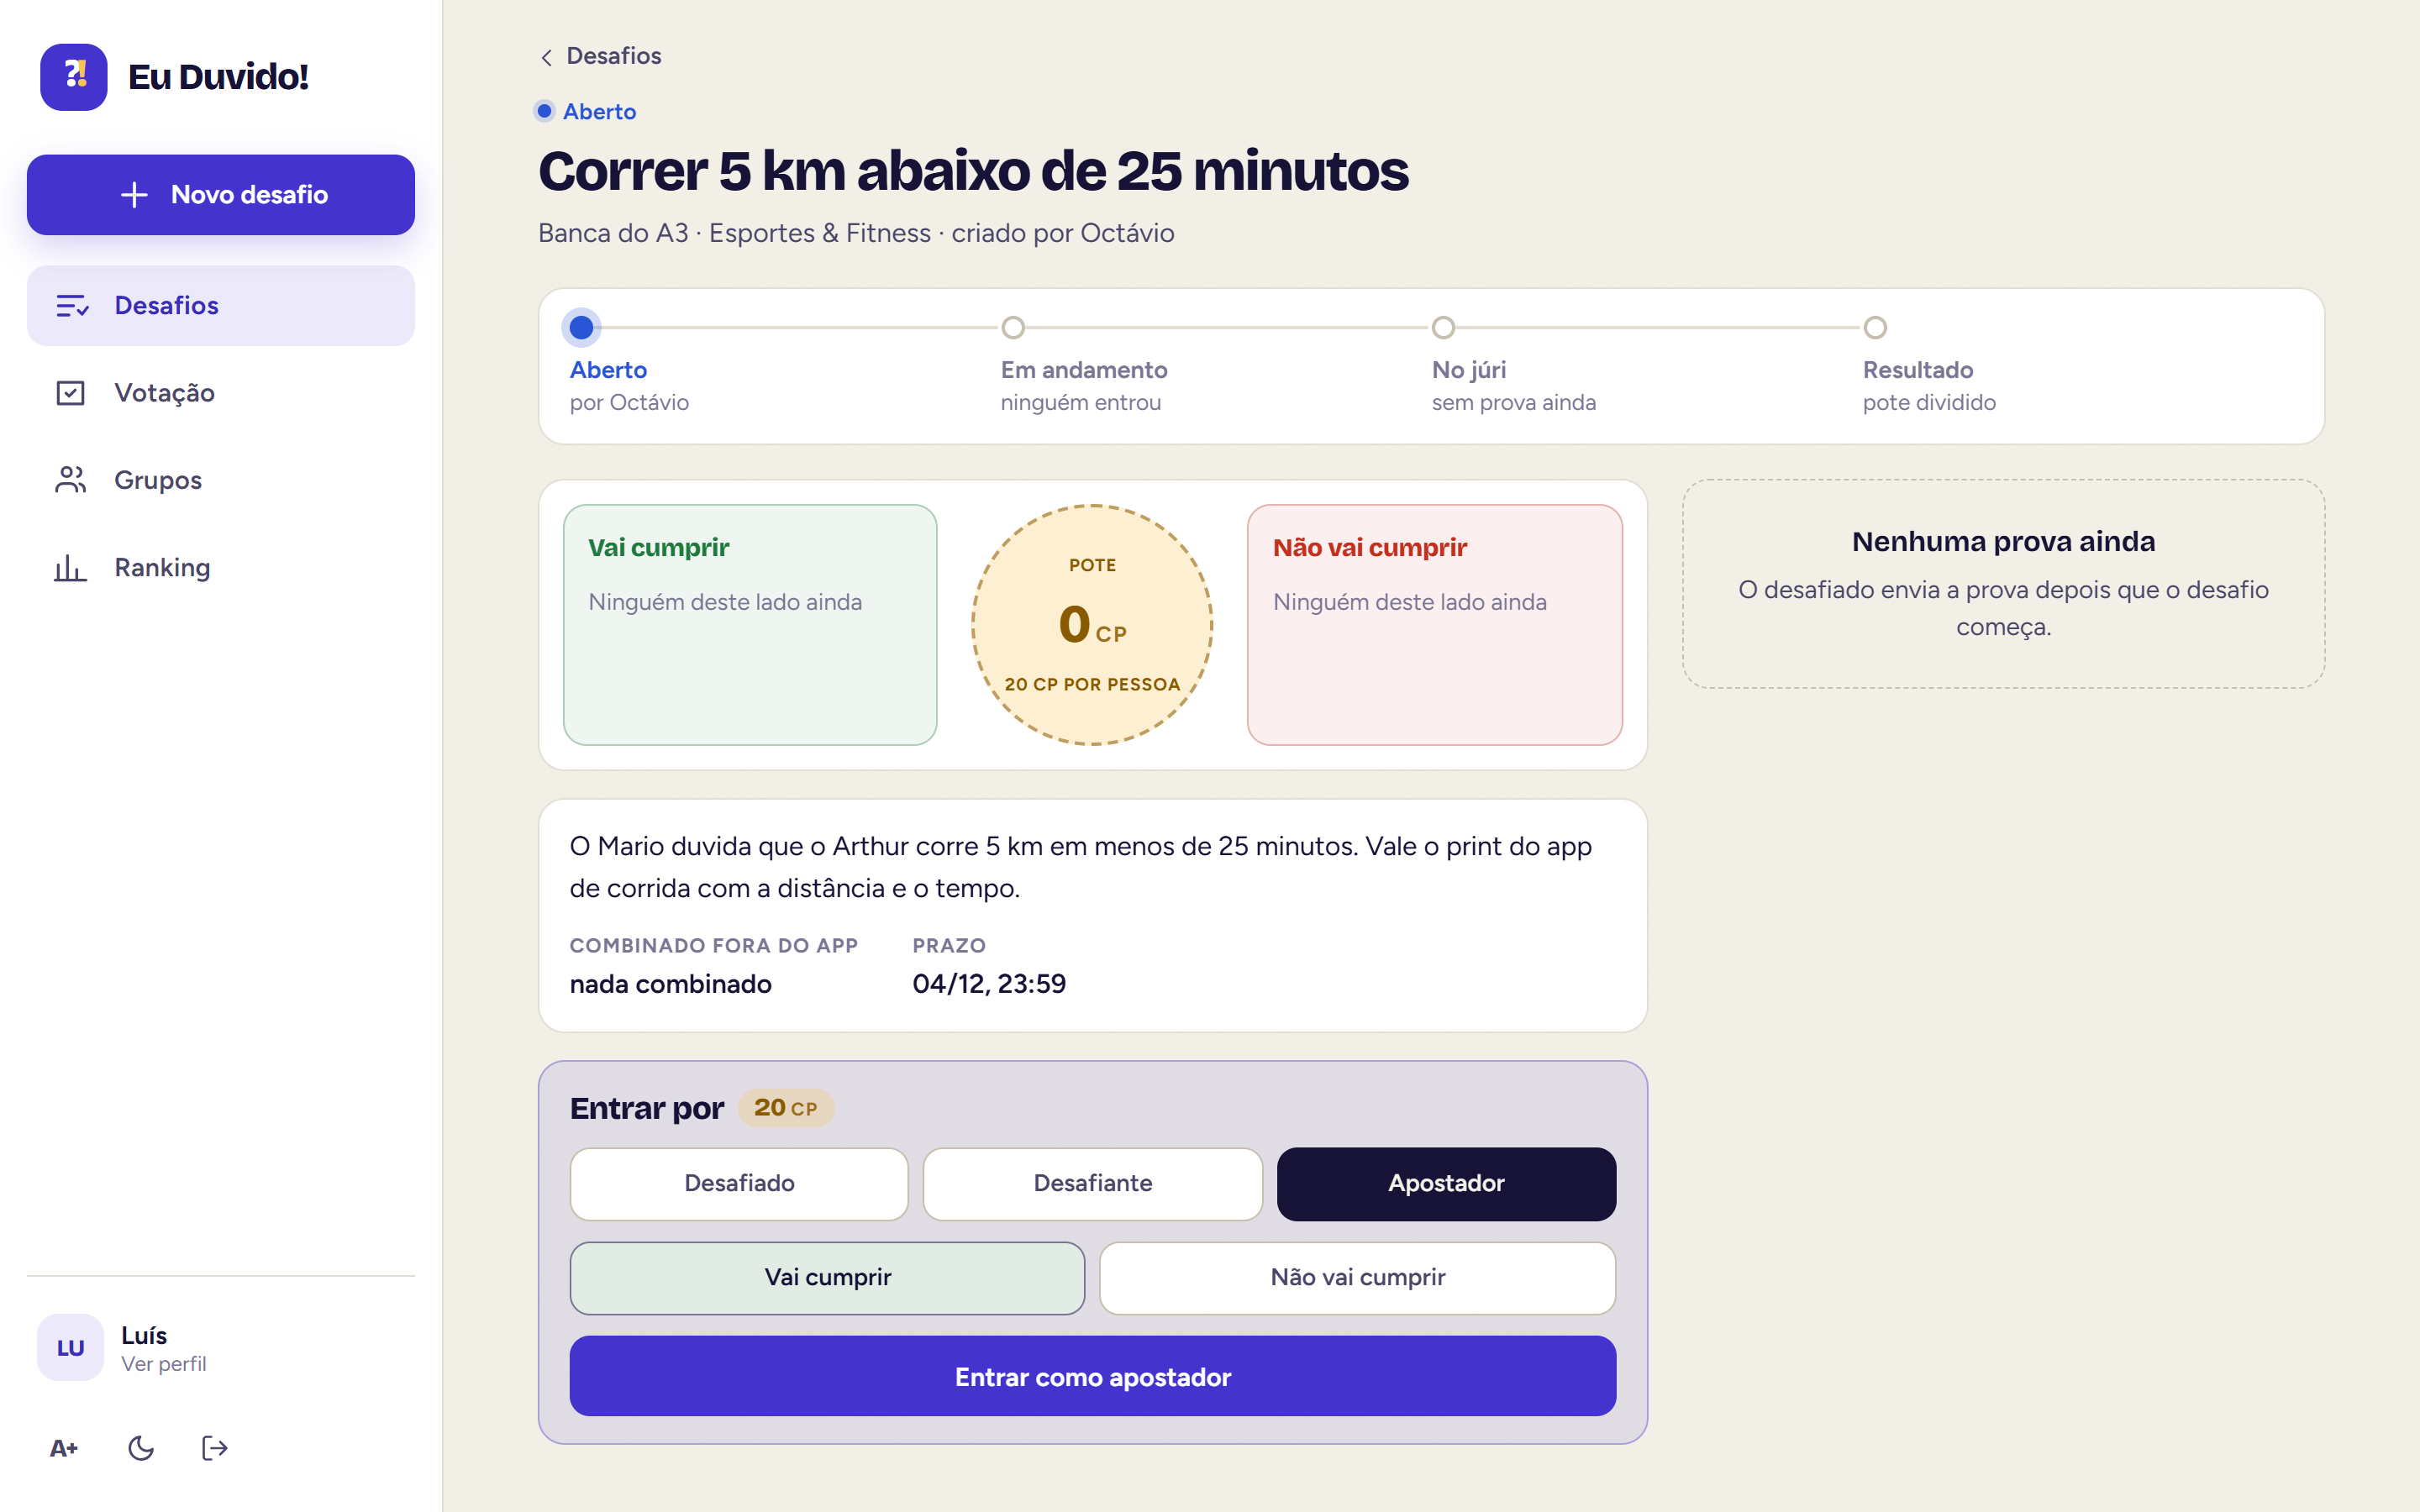 ?!
Eu Duvido!
Novo desafio
Desafios
Votação
Grupos
Ranking
LU
Luís
Ver perfil
A+
Desafios
Aberto
Correr 5 km abaixo de 25 minutos
Banca do A3 · Esportes & Fitness · criado por Octávio
Aberto
por Octávio
Em andamento
ninguém entrou
No júri
sem prova ainda
Resultado
pote dividido
Vai cumprir
Ninguém deste lado ainda
POTE
0 CP
20 CP POR PESSOA
Não vai cumprir
Ninguém deste lado ainda
Nenhuma prova ainda
O desafiado envia a prova depois que o desafio
começa.
O Mario duvida que o Arthur corre 5 km em menos de 25 minutos. Vale o print do app
de corrida com a distância e o tempo.
COMBINADO FORA DO APP
nada combinado
PRAZO
04/12, 23:59
Entrar por 20 CP
Desafiado
Desafiante
Apostador
Vai cumprir
Não vai cumprir
Entrar como apostador